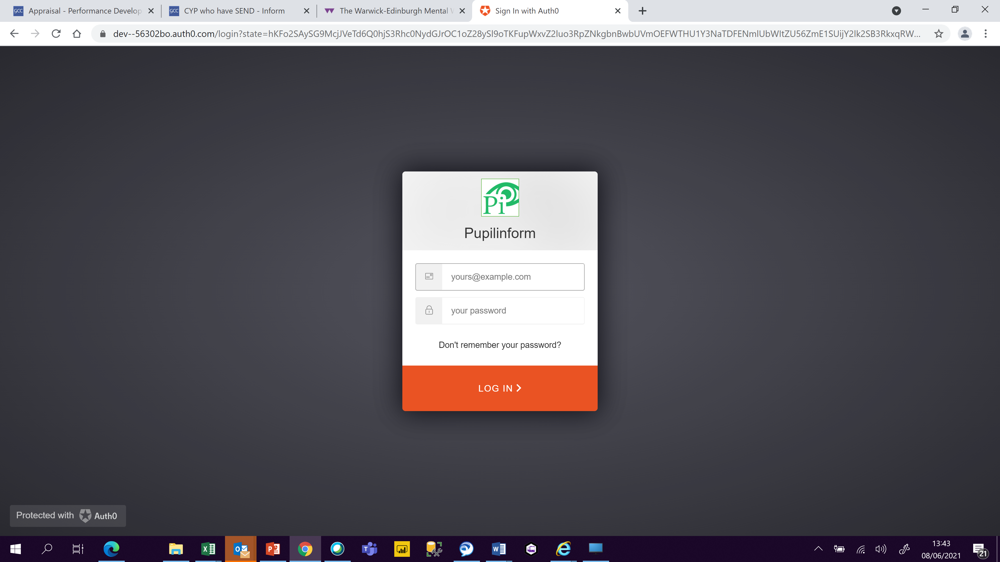 GCC Appraisal - Performance Develop
GCC CYP who have SEND - Inform
The Warwick-Edinburgh Mental
Sign In with Auth0
dev--56302bo.auth0.com/login?state=
Pi
Pupilinform
yours@example.com
your password
Don't remember your password?
LOG IN
Protected with Auth0
13:43
08/06/2021
21